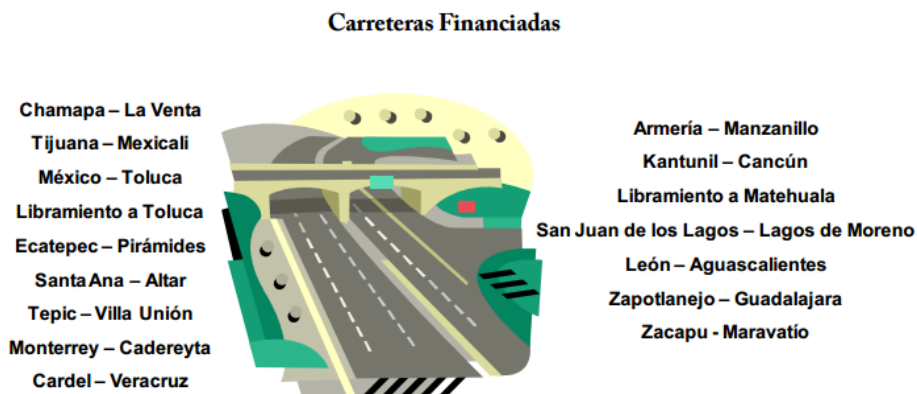 Carreteras Financiadas
Chamapa – La Venta
Tijuana – Mexicali
México – Toluca
Libramiento a Toluca
Ecatepec – Pirámides
Santa Ana – Altar
Tepic – Villa Unión
Monterrey – Cadereyta
Cardel – Veracruz
Armería – Manzanillo
Kantunil – Cancún
Libramiento a Matehuala
San Juan de los Lagos – Lagos de Moreno
León – Aguascalientes
Zapotlanejo – Guadalajara
Zacapu - Maravatío